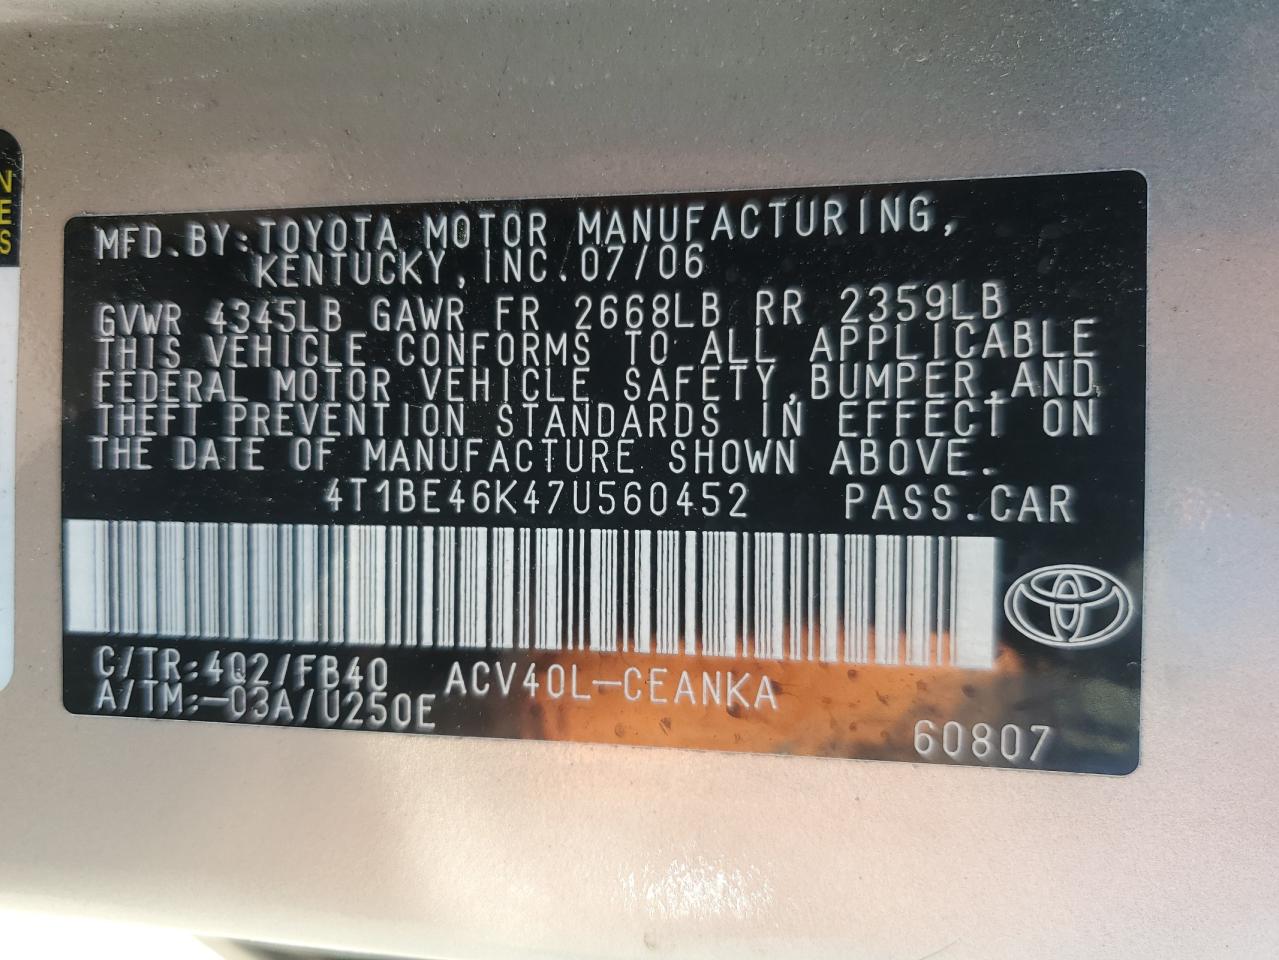 N
E
S
MFD.BY:TOYOTA MOTOR MANUFACTURING,
KENTUCKY, INC. 07/06
GVWR 4345LB GAWR FR 2668LB RR 2359LB
THIS VEHICLE CONFORMS TO ALL APPLICABLE
FEDERAL MOTOR VEHICLE SAFETY,BUMPER,AND
THEFT PREVENTION STANDARDS IN EFFECT ON
THE DATE OF MANUFACTURE SHOWN ABOVE.
4T1BE46K47U560452 PASS.CAR
C/TR:4Q2/FB40 ACV40L-CEANKA
A/TM:-03A/U250E
60807